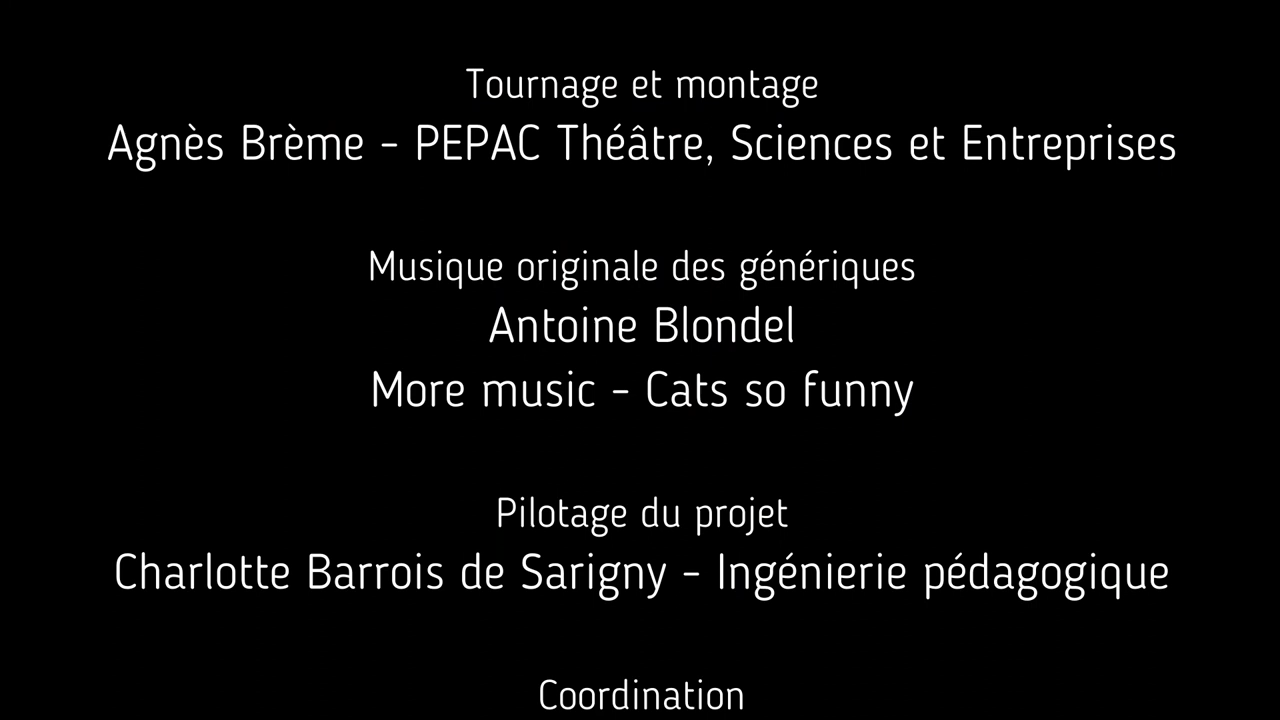 Tournage et montage
Agnès Brème - PEPAC Théâtre, Sciences et Entreprises
Musique originale des génériques
Antoine Blondel
More music - Cats so funny
Pilotage du projet
Charlotte Barrois de Sarigny - Ingénierie pédagogique
Coordination